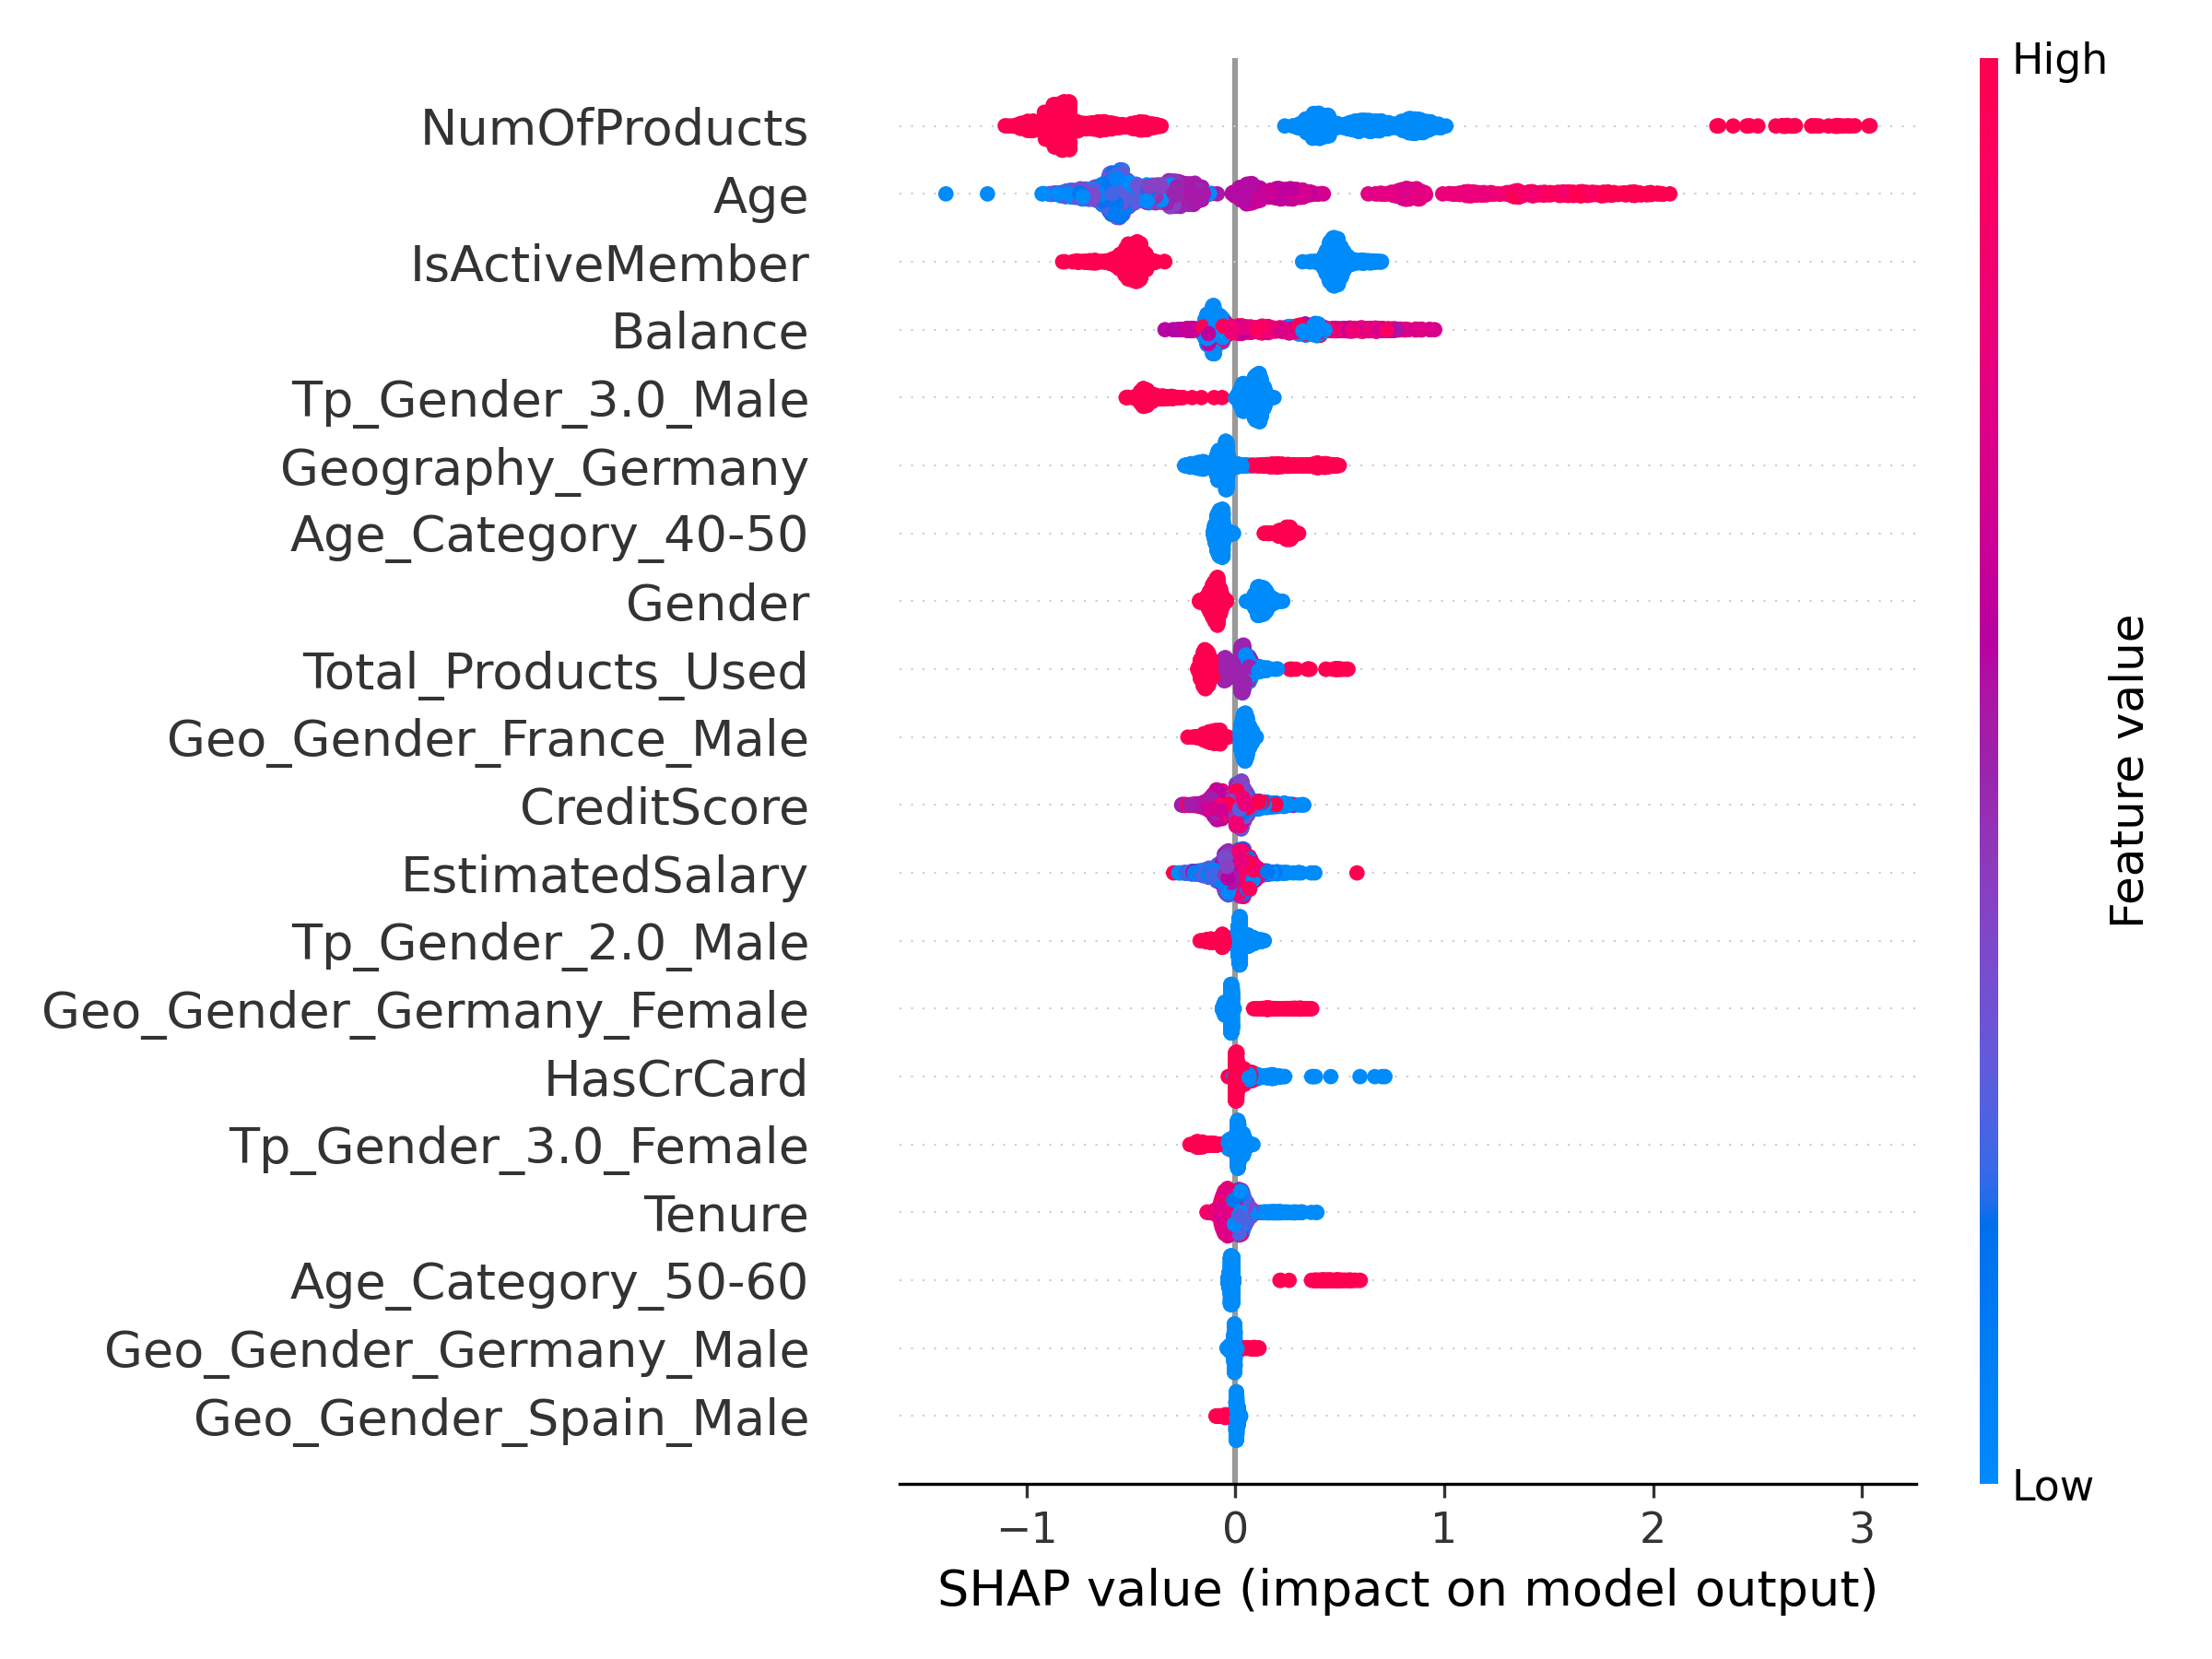 High
NumOfProducts
Age
IsActiveMember
Balance
Tp_Gender_3.0_Male
Geography_Germany
Age_Category_40-50
Gender
Total_Products_Used
Geo_Gender_France_Male
CreditScore
EstimatedSalary
Tp_Gender_2.0_Male
Geo_Gender_Germany_Female
HasCrCard
Tp_Gender_3.0_Female
Tenure
Age_Category_50-60
Geo_Gender_Germany_Male
Geo_Gender_Spain_Male
Feature value
Low
−1 0 1 2 3
SHAP value (impact on model output)